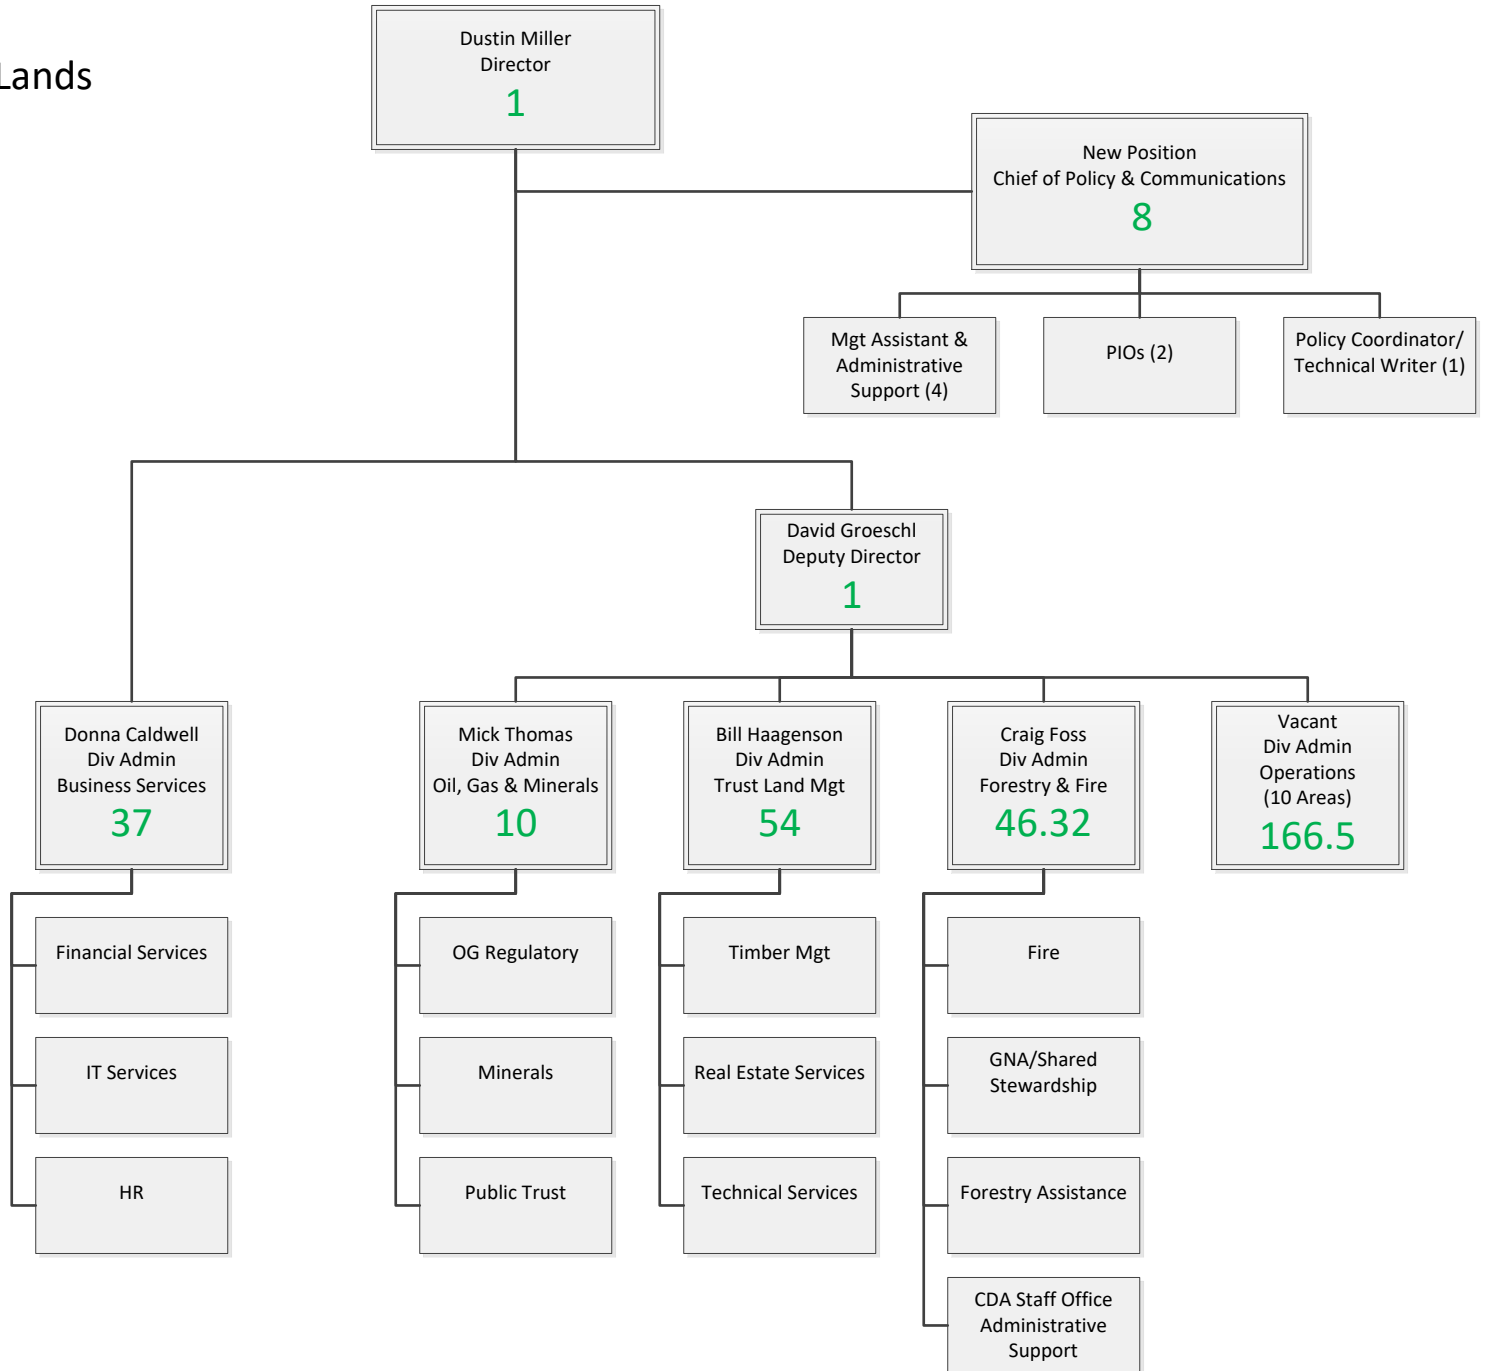 Lands
Dustin Miller
Director
1
New Position
Chief of Policy & Communications
8
Mgt Assistant &
Administrative
Support (4)
PIOs (2)
Policy Coordinator/
Technical Writer (1)
David Groeschl
Deputy Director
1
Donna Caldwell
Div Admin
Business Services
37
Mick Thomas
Div Admin
Oil, Gas & Minerals
10
Bill Haagenson
Div Admin
Trust Land Mgt
54
Craig Foss
Div Admin
Forestry & Fire
46.32
Vacant
Div Admin
Operations
(10 Areas)
166.5
Financial Services
IT Services
HR
OG Regulatory
Minerals
Public Trust
Timber Mgt
Real Estate Services
Technical Services
Fire
GNA/Shared
Stewardship
Forestry Assistance
CDA Staff Office
Administrative
Support